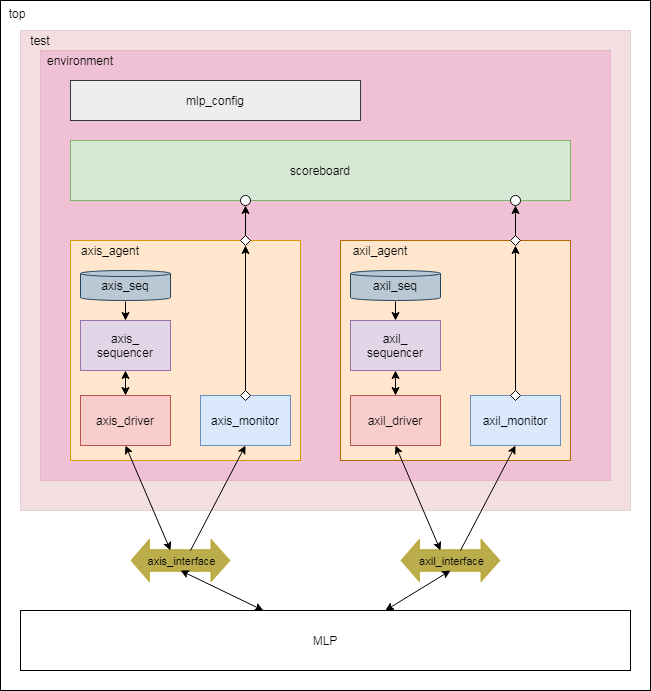 top
test
environment
mlp_config
scoreboard
axis_agent
axil_agent
axis_seq
axil_seq
axis_
sequencer
axil_
sequencer
axis_driver
axis_monitor
axil_driver
axil_monitor
axis_interface
axil_interface
MLP